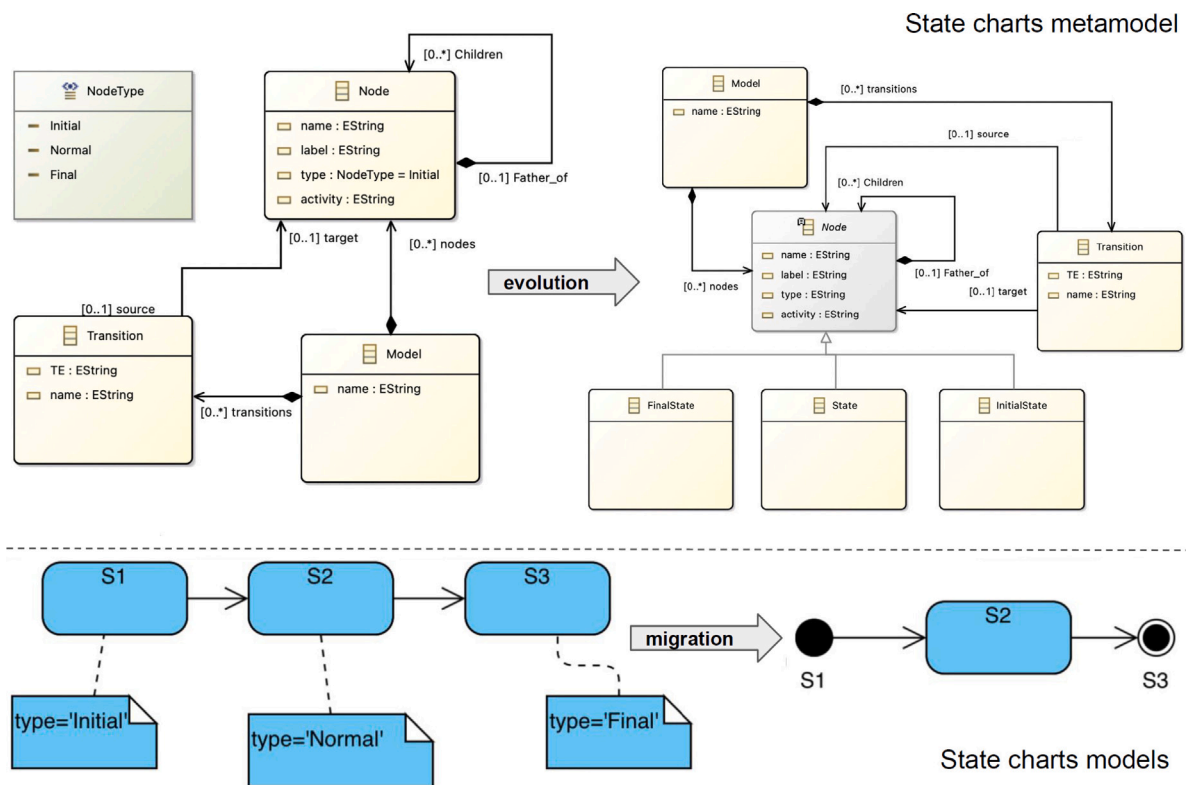 State charts metamodel
NodeType
Initial
Normal
Final
[0..*] Children
Node
name : EString
label : EString
type : NodeType = Initial
activity : EString
[0..1] Father_of
[0..1] target
[0..*] nodes
[0..1] source
Transition
TE : EString
name : EString
[0..*] transitions
Model
name : EString
evolution
Model
name : EString
[0..*] transitions
[0..1] source
[0..*] Children
Node
name : EString
label : EString
type : EString
activity : EString
[0..1] Father_of
[0..*] nodes
[0..1] target
Transition
TE : EString
name : EString
FinalState
State
InitialState
S1
S2
S3
type='Initial'
type='Normal'
type='Final'
migration
S1
S2
S3
State charts models